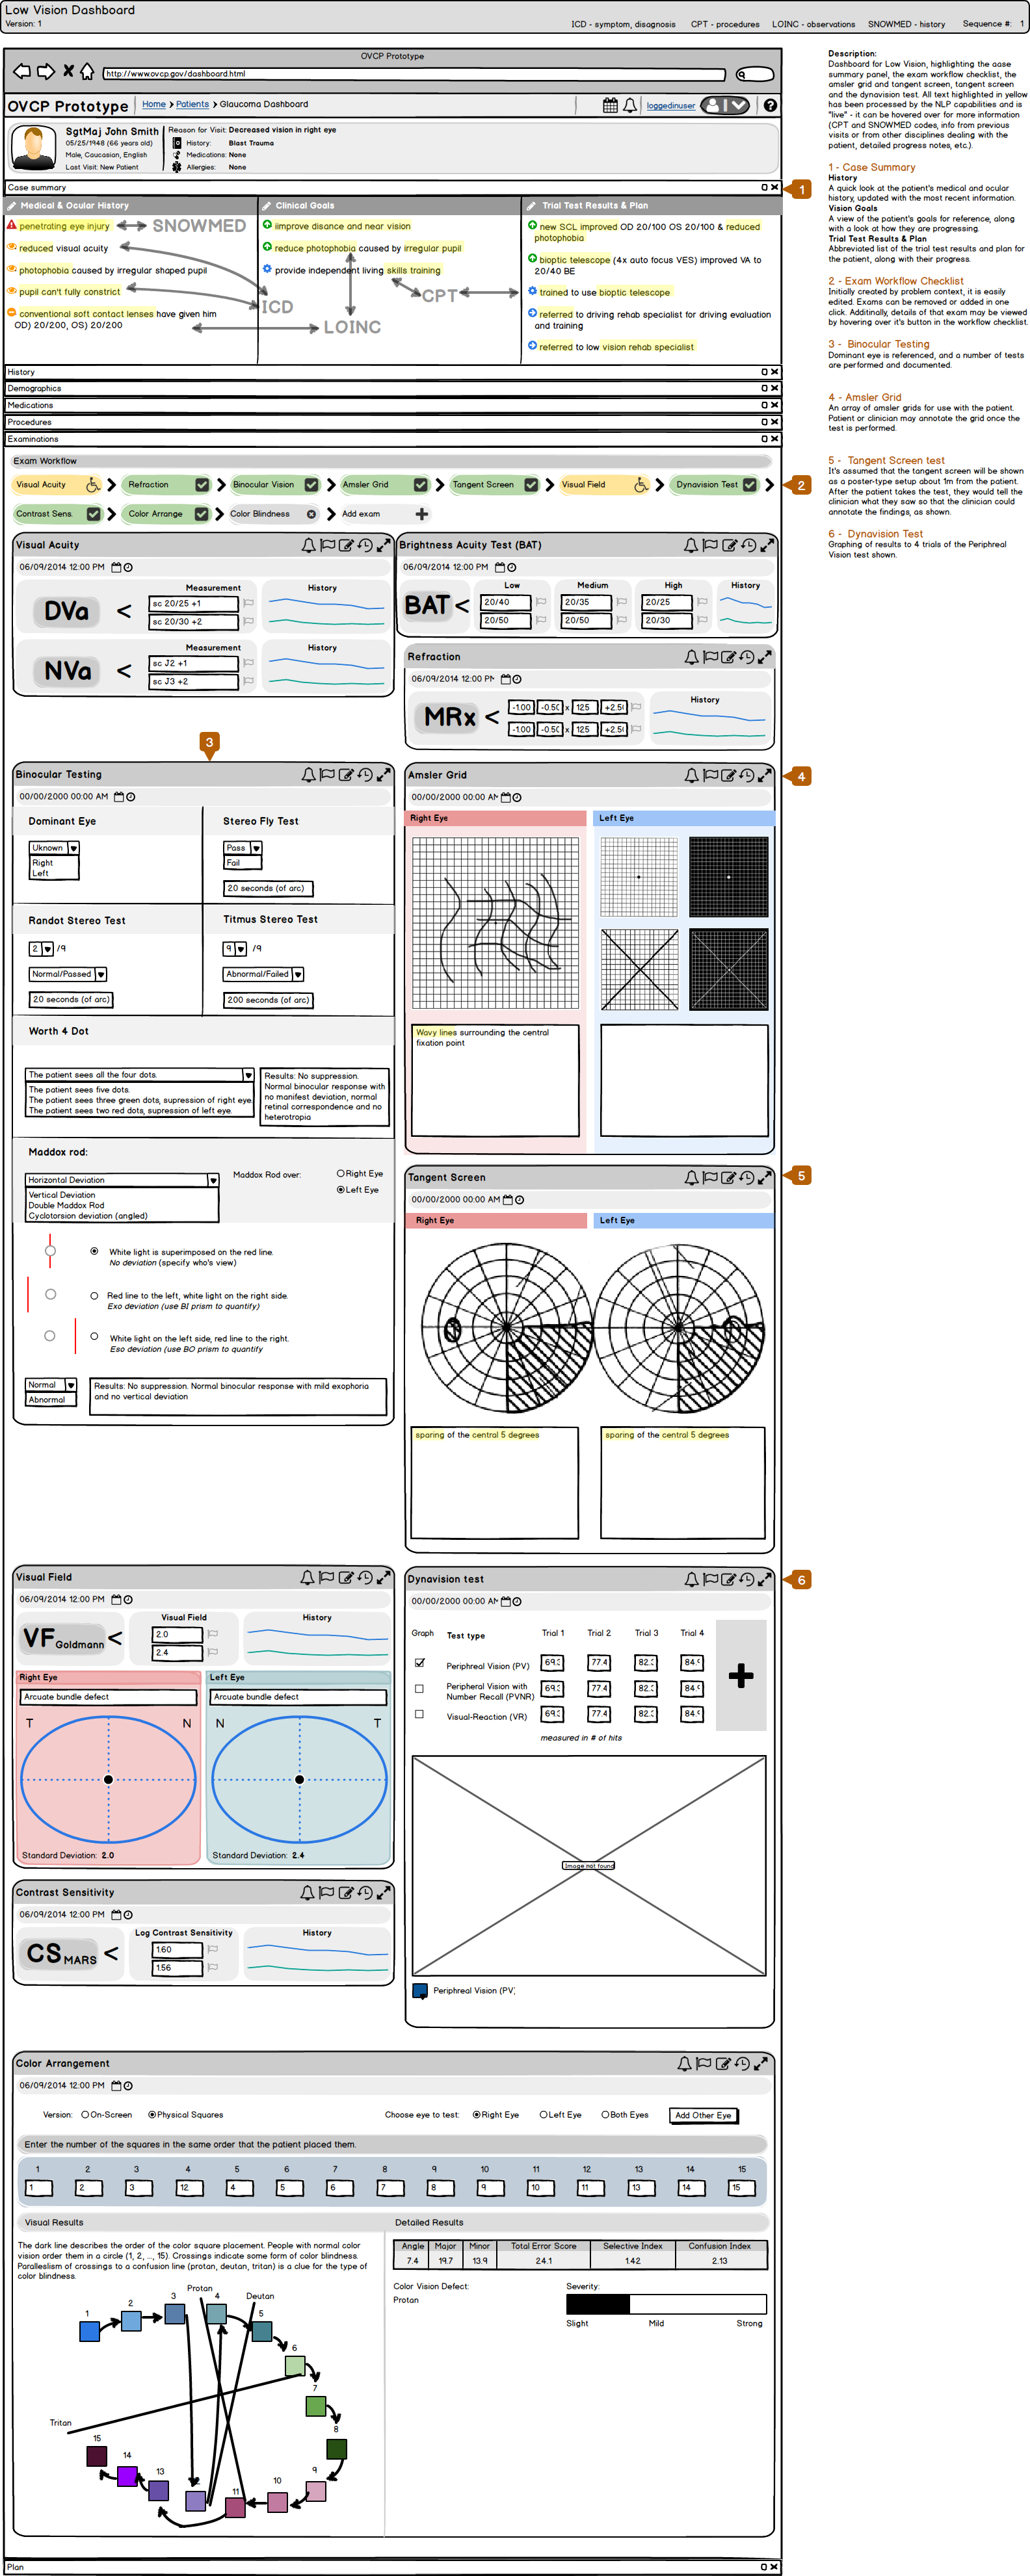 Low Vision Dashboard
Version: 1
ICD - symptom, disagnosis CPT - procedures LOINC - observations SNOWMED - history Sequence #: 1
OVCP Prototype
http://www.ovcp.gov/dashboard.html
OVCP Prototype Home Patients Glaucoma Dashboard loggedinuser
SgtMaj John Smith
05/25/1948 (66 years old)
Male, Caucasian, English
Last Visit: New Patient
Reason for Visit: Decreased vision in right eye
History: Blast Trauma
Medications: None
Allergies: None
Case summary
1
Medical & Ocular History
penetrating eye injury
SNOWMED
reduced visual acuity
photophobia caused by irregular shaped pupil
pupil can't fully constrict
conventional soft contact lenses have given him
OD) 20/200, OS) 20/200
ICD
LOINC
CPT
Clinical Goals
iimprove disance and near vision
reduce photophobia caused by irregular pupil
provide independent living skills training
Trial Test Results & Plan
new SCL improved OD 20/100 OS 20/100 & reduced
photophobia
bioptic telescope (4x auto focus VES) improved VA to
20/40 BE
trained to use bioptic telescope
referred to driving rehab specialist for driving evaluation
and training
referred to low vision rehab specialist
History
Demographics
Medications
Procedures
Examinations
Exam Workflow
Visual Acuity Refraction Binocular Vision Amsler Grid Tangent Screen Visual Field Dynavision Test
2
Contrast Sens. Color Arrange Color Blindness Add exam
Visual Acuity
06/09/2014 12:00 PM
Measurement History
DVa <
sc 20/25 +1
sc 20/30 +2
Measurement History
NVa <
sc J2 +1
sc J3 +2
Brightness Acuity Test (BAT)
06/09/2014 12:00 PM
Low Medium High History
BAT <
20/40 20/35 20/25
20/50 20/50 20/30
Refraction
06/09/2014 12:00 PM
History
MRx <
-1.00 -0.50 x 125 +2.5
-1.00 -0.50 x 125 +2.5
3
Binocular Testing
00/00/2000 00:00 AM
Dominant Eye
Uknown
Right
Left
Stereo Fly Test
Pass
Fail
20 seconds (of arc)
Randot Stereo Test
2 /9
Normal/Passed
20 seconds (of arc)
Titmus Stereo Test
9 /9
Abnormal/Failed
200 seconds (of arc)
Worth 4 Dot
The patient sees all the four dots.
The patient sees five dots.
The patient sees three green dots, supression of right eye.
The patient sees two red dots, supression of left eye.
Results: No suppression.
Normal binocular response with
no manifest deviation, normal
retinal correspondence and no
heterotropia
Maddox rod:
Horizontal Deviation
Vertical Deviation
Double Maddox Rod
Cyclotorsion deviation (angled)
Maddox Rod over:
Right Eye
Left Eye
White light is superimposed on the red line.
No deviation (specify who's view)
Red line to the left, white light on the right side.
Exo deviation (use BI prism to quantify)
White light on the left side, red line to the right.
Eso deviation (use BO prism to quantify
Normal
Abnormal
Results: No suppression. Normal binocular response with mild exophoria
and no vertical deviation
Amsler Grid
4
00/00/2000 00:00 AM
Right Eye Left Eye
Wavy lines surrounding the central
fixation point
Tangent Screen
5
00/00/2000 00:00 AM
Right Eye Left Eye
sparing of the central 5 degrees
sparing of the central 5 degrees
Visual Field
06/09/2014 12:00 PM
Visual Field History
VF Goldmann <
2.0
2.4
Right Eye Left Eye
Arcuate bundle defect Arcuate bundle defect
T N N T
Standard Deviation: 2.0 Standard Deviation: 2.4
Contrast Sensitivity
06/09/2014 12:00 PM
Log Contrast Sensitivity History
CS MARS <
1.60
1.56
Dynavision test
6
00/00/2000 00:00 AM
Graph Test type Trial 1 Trial 2 Trial 3 Trial 4
Periphreal Vision (PV) 69. 77.4 82. 84.
Peripheral Vision with
Number Recall (PVNR) 69. 77.4 82. 84.
Visual-Reaction (VR) 69. 77.4 82. 84.
measured in # of hits
Image not found
Periphreal Vision (PV)
Color Arrangement
06/09/2014 12:00 PM
Version: On-Screen Physical Squares Choose eye to test: Right Eye Left Eye Both Eyes Add Other Eye
Enter the number of the squares in the same order that the patient placed them.
1 2 3 4 5 6 7 8 9 10 11 12 13 14 15
1 2 3 12 4 5 6 7 8 9 10 11 13 14 15
Visual Results
The dark line describes the order of the color square placement. People with normal color
vision order them in a circle (1, 2, ..., 15). Crossings indicate some form of color blindness.
Paralleslism of crossings to a confusion line (protan, deutan, tritan) is a clue for the type of
color blindness.
Protan
Deutan
Tritan
1
2
3
4
5
6
7
8
9
10
11
13
14
15
Detailed Results
Angle Major Minor Total Error Score Selective Index Confusion Index
7.4 19.7 13.9 24.1 1.42 2.13
Color Vision Defect:
Protan
Severity:
Slight Mild Strong
Plan
Description:
Dashboard for Low Vision, highlighting the case
summary panel, the exam workflow checklist, the
amsler grid and tangent screen, tangent screen
and the dynavision test. All text highlighted in yellow
has been processed by the NLP capabilities and is
"live" - it can be hovered over for more information
(CPT and SNOWMED codes, info from previous
visits or from other disciplines dealing with the
patient, detailed progress notes, etc.).
1 - Case Summary
History
A quick look at the patient's medical and ocular
history, updated with the most recent information.
Vision Goals
A view of the patient's goals for reference, along
with a look at how they are progressing.
Trial Test Results & Plan
Abbreviated list of the trial test results and plan for
the patient, along with their progress.
2 - Exam Workflow Checklist
Initially created by problem context, it is easily
edited. Exams can be removed or added in one
click. Additinally, details of that exam may be viewed
by hovering over it's button in the workflow checklist.
3 - Binocular Testing
Dominant eye is referenced, and a number of tests
are performed and documented.
4 - Amsler Grid
An array of amsler grids for use with the patient.
Patient or clinician may annotate the grid once the
test is performed.
5 - Tangent Screen test
It's assumed that the tangent screen will be shown
as a poster-type setup about 1m from the patient.
After the patient takes the test, they would tell the
clinician what they saw so that the clinician could
annotate the findings, as shown.
6 - Dynavision Test
Graphing of results to 4 trials of the Periphreal
Vision test shown.